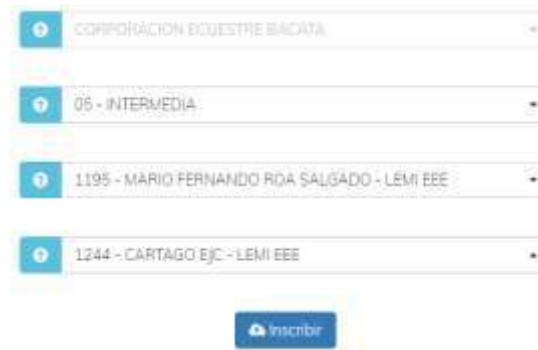 CORPORACION ECUESTRE BACATA
05 - INTERMEDIA
1195 - MARIO FERNANDO ROA SALGADO - LEMI EEE
1244 - CARTAGO EJC - LEMI EEE
Inscribir